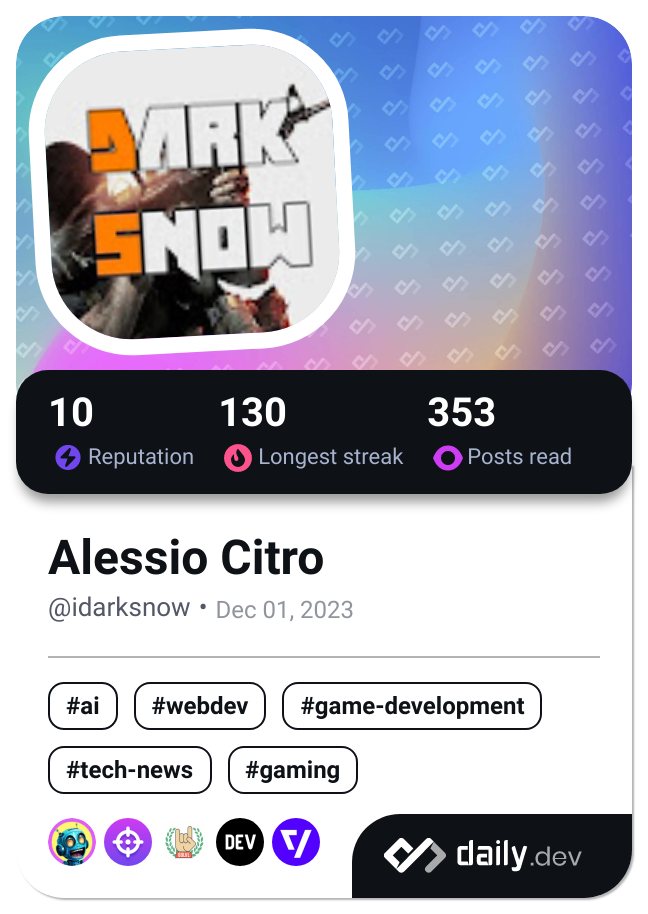 DARK
SNOW
10 130 353
Reputation Longest streak Posts read
Alessio Citro
@idarksnow • Dec 01, 2023
#ai #webdev #game-development
#tech-news #gaming
DEV
daily.dev